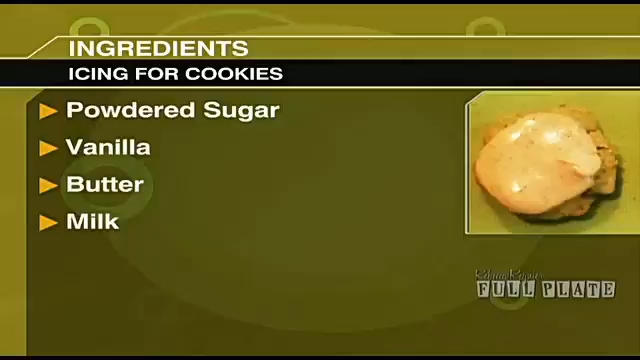 INGREDIENTS
ICING FOR COOKIES
Powdered Sugar
Vanilla
Butter
Milk
FULL PLATE